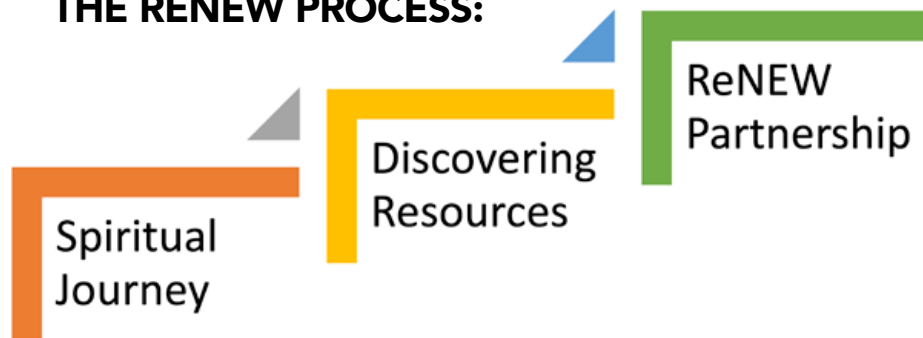 THE RENEW PROCESS:
Spiritual
Journey
Discovering
Resources
ReNEW
Partnership